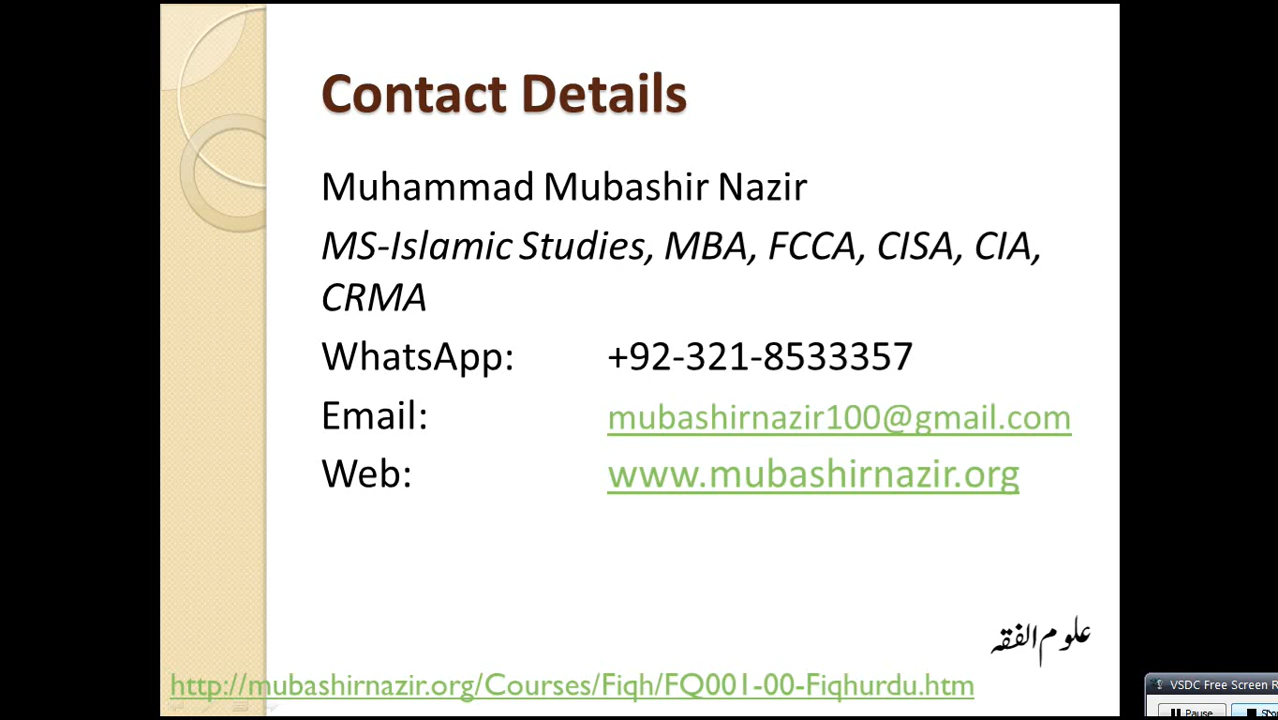 Contact Details
Muhammad Mubashir Nazir
MS-Islamic Studies, MBA, FCCA, CISA, CIA,
CRMA
WhatsApp: +92-321-8533357
Email: mubashirnazir100@gmail.com
Web: www.mubashirnazir.org
علوم الفقہ
http://mubashirnazir.org/Courses/Fiqh/FQ001-00-Fiqhurdu.htm
VSDC Free Screen R
Pause